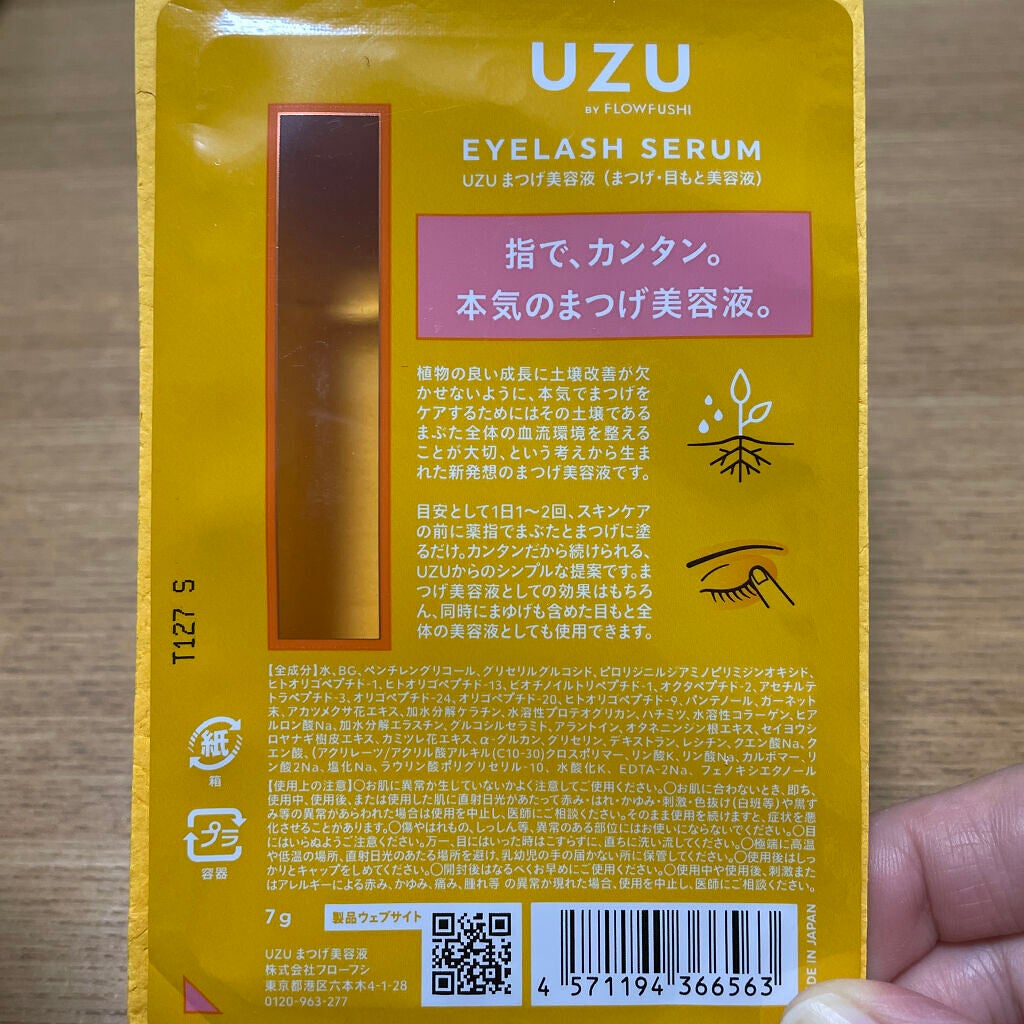 UZU
BY FLOWFUSHI
EYELASH SERUM
UZU まつげ美容液（まつげ・目もと美容液）
指で、カンタン。
本気のまつげ美容液。
植物の良い成長に土壌改善が欠
かせないように、本気でまつげを
ケアするためにはその土壌である
まぶた全体の血流環境を整える
ことが大切、という考えから生ま
れた新発想のまつげ美容液です。
目安として1日1〜2回、スキンケア
の前に薬指でまぶたとまつげに塗
るだけ。カンタンだから続けられる、
UZUからのシンプルな提案です。ま
つげ美容液としての効果はもちろ
ん、同時にまゆげも含めた目もと全
体の美容液としても使用できます。
T127 S
【全成分】水、BG、ペンチレングリコール、グリセリルグルコシド、ピロリジニルジアミノピリミジンオキシド、
ヒトオリゴペプチド-1、ヒトオリゴペプチド-13、ビオチノイルトリペプチド-1、オクタペプチド-2、アセチルテ
トラペプチド-3、オリゴペプチド-24、オリゴペプチド-20、ヒトオリゴペプチド-9、パンテノール、ガーネット
末、アカツメクサ花エキス、加水分解ケラチン、水溶性プロテオグリカン、ハチミツ、水溶性コラーゲン、ヒア
ルロン酸Na、加水分解エラスチン、グルコシルセラミド、アラントイン、オタネニンジン根エキス、セイヨウシ
ロヤナギ樹皮エキス、カミツレ花エキス、α-グルカン、グリセリン、デキストラン、レシチン、クエン酸Na、ク
エン酸、（アクリレーツ/アクリル酸アルキル(C10-30)クロスポリマー、リン酸K、リン酸Na、カルボマー、リ
ン酸2Na、塩化Na、ラウリン酸ポリグリセリル-10、水酸化K、EDTA-2Na、フェノキシエタノール
【使用上の注意】〇お肌に異常が生じていないかよく注意してご使用ください。〇お肌に合わないとき、即ち、
使用中、使用後、または使用した肌に直射日光があたって赤み・はれ・かゆみ・刺激・色抜け(白斑等)や黒ず
み等の異常があらわれた場合は使用を中止し、医師にご相談ください。そのまま使用を続けますと、症状を悪
化させることがあります。〇傷やはれもの、しっしん等、異常のある部位にはお使いにならないでください。〇目
にはいらぬようご注意ください。万一、目にはいった時はこすらずに、直ちに洗い流してください。〇極端に高温
や低温の場所、直射日光のあたる場所を避け、乳幼児の手の届かない所に保管してください。〇使用後はしっ
かりとキャップをしめてください。〇開封後はなるべくお早めにご使用ください。〇使用中や使用後、刺激また
はアレルギーによる赤み、かゆみ、痛み、腫れ等 の異常が現れた場合、使用を中止し、医師にご相談ください。
紙
箱
プラ
容器
7g
製品ウェブサイト
UZU まつげ美容液
株式会社フローフシ
東京都港区六本木4-1-28
0120-963-277
4 571194 366563
DE IN JAPAN